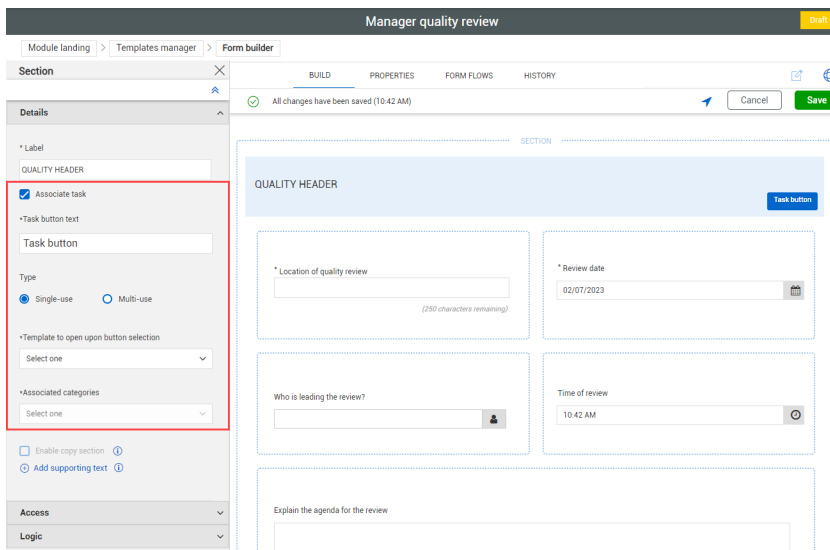 Manager quality review
Draft
Module landing > Templates manager > Form builder
Section
BUILD PROPERTIES FORM FLOWS HISTORY
All changes have been saved (10:42 AM)
Cancel
Save
Details
* Label
QUALITY HEADER
Associate task
*Task button text
Task button
Type
Single-use Multi-use
*Template to open upon button selection
Select one
*Associated categories
Select one
Enable copy section
Add supporting text
Access
Logic
SECTION
QUALITY HEADER
Task button
* Location of quality review
(250 characters remaining)
* Review date
02/07/2023
Who is leading the review?
Time of review
10:42 AM
Explain the agenda for the review